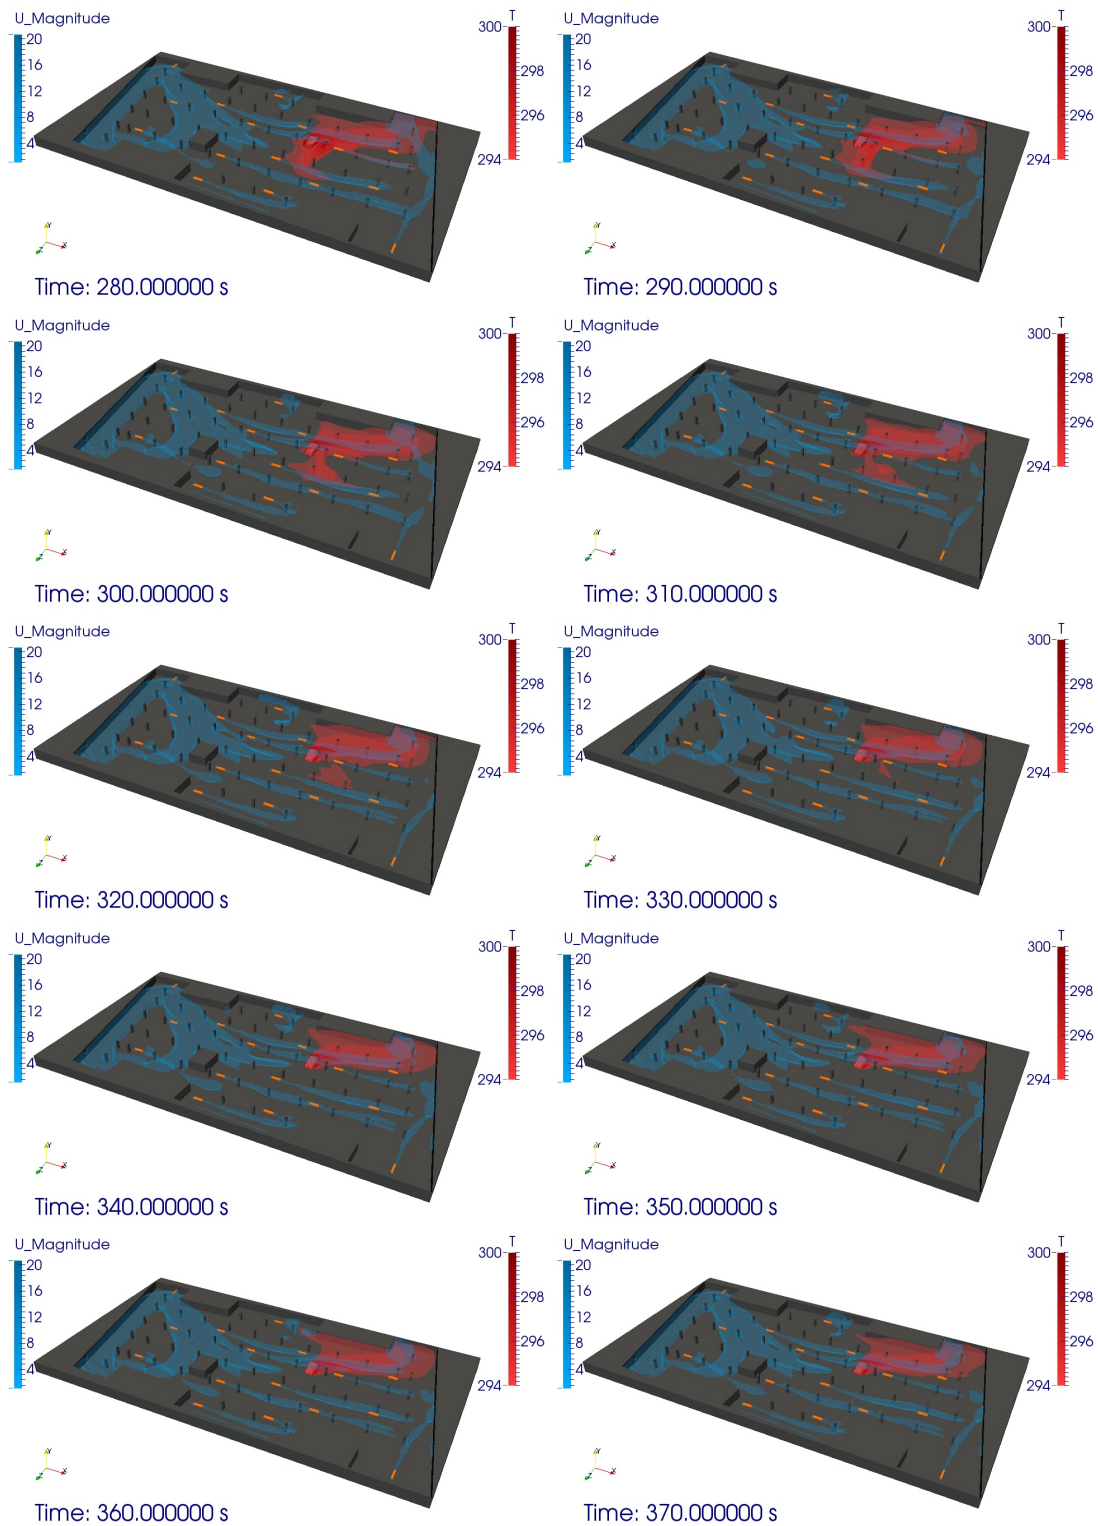 U_Magnitude T U_Magnitude T
300 300
20 20
16 298 16 298
12 12
8 296 8 296
4 294 4 294
Time: 280.000000 s Time: 290.000000 s
U_Magnitude T U_Magnitude T
300 300
20 20
16 298 16 298
12 12
8 296 8 296
4 294 4 294
Time: 300.000000 s Time: 310.000000 s
U_Magnitude T U_Magnitude T
300 300
20 20
16 298 16 298
12 12
8 296 8 296
4 294 4 294
Time: 320.000000 s Time: 330.000000 s
U_Magnitude T U_Magnitude T
300 300
20 20
16 298 16 298
12 12
8 296 8 296
4 294 4 294
Time: 340.000000 s Time: 350.000000 s
U_Magnitude T U_Magnitude T
300 300
20 20
16 298 16 298
12 12
8 296 8 296
4 294 4 294
Time: 360.000000 s Time: 370.000000 s